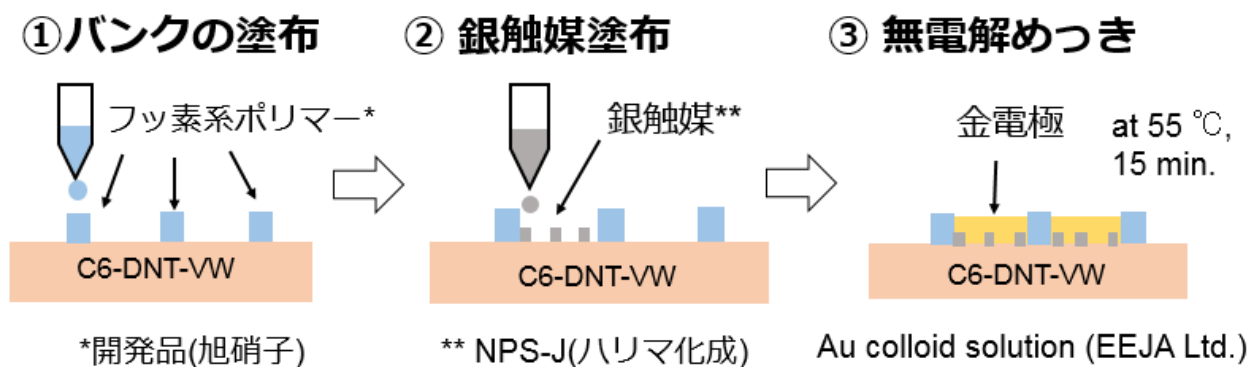 ①バンクの塗布
② 銀触媒塗布
③ 無電解めっき
フッ素系ポリマー*
銀触媒**
金電極
at 55 ℃,
15 min.
C6-DNT-VW
C6-DNT-VW
C6-DNT-VW
*開発品(旭硝子)
** NPS-J(ハリマ化成)
Au colloid solution (EEJA Ltd.)